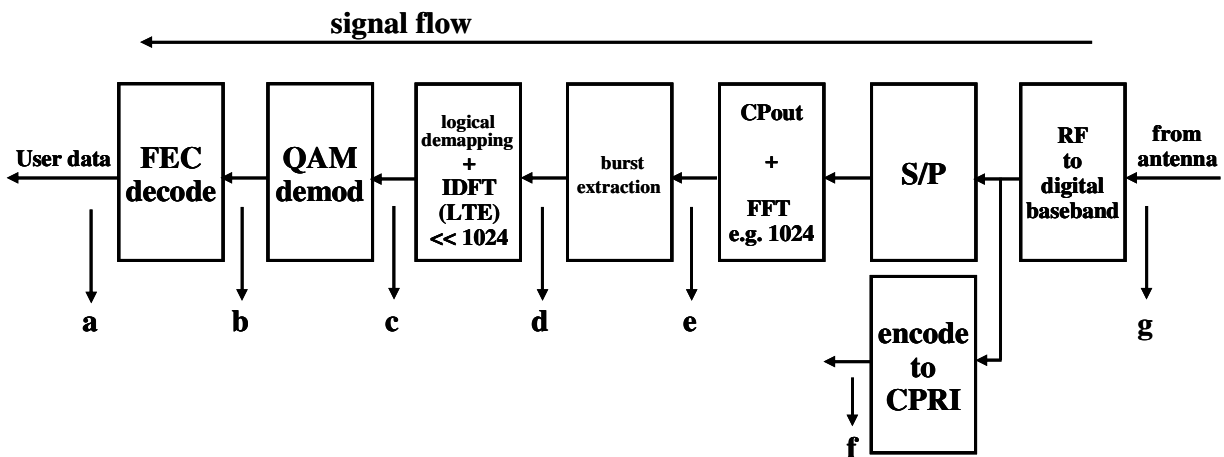 signal flow
User data
FEC
decode
QAM
demod
logical
demapping
+
IDFT
(LTE)
<< 1024
burst
extraction
CPout
+
FFT
e.g. 1024
S/P
RF
to
digital
baseband
from
antenna
a
b
c
d
e
encode
to
CPRI
f
g